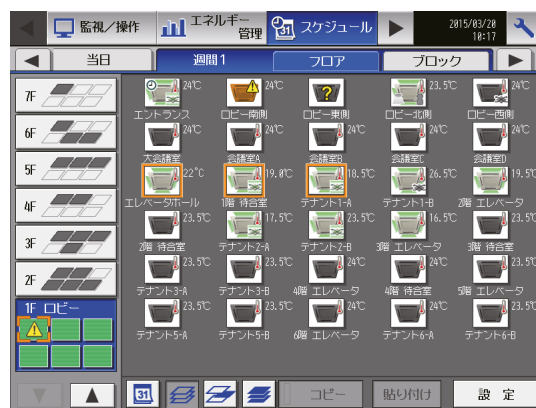 監視/操作 エネルギー管理 31 スケジュール 2015/03/20 10:17
当日 週間1 フロア ブロック
7F 24℃ 24℃ ? 23.5℃ 24℃
エントランス ロビー南側 ロビー東側 ロビー北側 ロビー西側
6F 24℃ 24℃ 24℃ 24℃ 24℃
大会議室 会議室A 会議室B 会議室C 会議室D
5F 22℃ 19.0℃ 18.5℃ 26.5℃ 19.5℃
エレベータホール 1階 待合室 テナント1-A テナント1-B 2階 エレベータ
4F 23.5℃ 17.5℃ 23.5℃ 16.5℃ 23.5℃
3F 2階 待合室 テナント2-A テナント2-B 3階 エレベータ 3階 待合室
23.5℃ 23.5℃ 24℃ 24℃ 23.5℃
2F テナント3-A テナント3-B 4階 エレベータ 4階 待合室 5階 エレベータ
1F ロビー 23.5℃ 23.5℃ 24℃ 24℃ 23.5℃
テナント5-A テナント5-B 6階 エレベータ テナント6-A テナント6-B
31 コピー 貼り付け 設 定